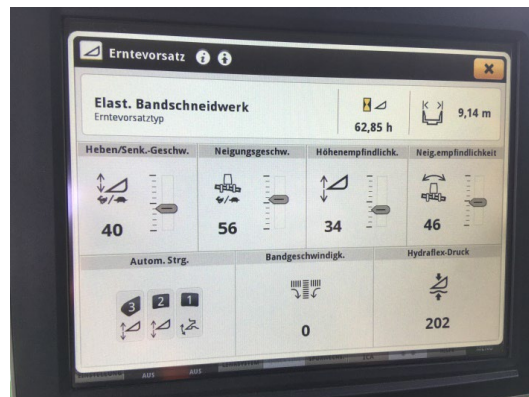 Erntevorsatz
Elast. Bandschneidwerk
Erntevorsatztyp
62,85 h
9,14 m
Heben/Senk.-Geschw.
Neigungsgeschw.
Höhenempfindlichk.
Neig.empfindlichkeit
40
56
34
46
Autom. Strg.
Bandgeschwindigk.
Hydraflex-Druck
3
2
1
0
202
AUS
AUS